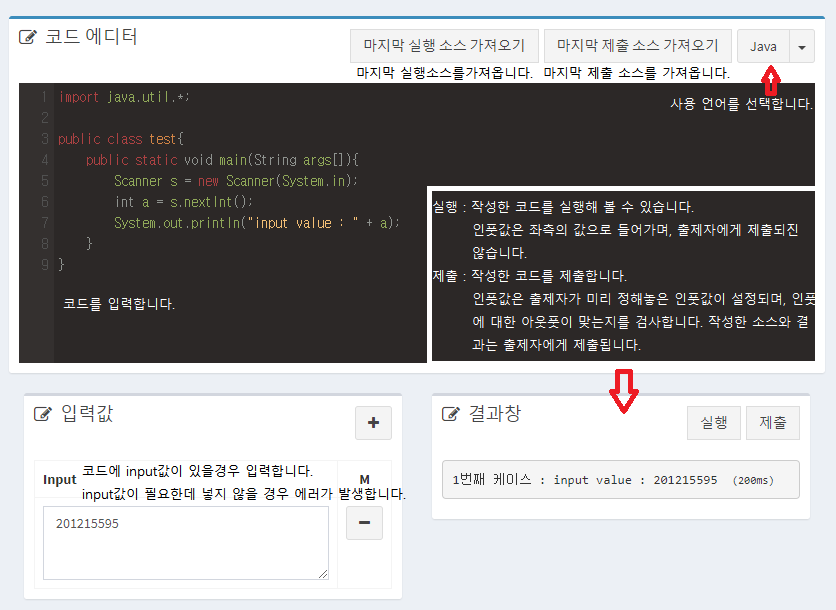 코드 에디터
마지막 실행 소스 가져오기 마지막 제출 소스 가져오기 Java
마지막 실행소스를가져옵니다. 마지막 제출 소스를 가져옵니다.
사용 언어를 선택합니다.
1 import java.util.*;
2
3 public class test{
4 public static void main(String args[]){
5 Scanner s = new Scanner(System.in);
6 int a = s.nextInt();
7 System.out.println("input value : " + a);
8 }
9 }
코드를 입력합니다.
실행 : 작성한 코드를 실행해 볼 수 있습니다.
인풋값은 좌측의 값으로 들어가며, 출제자에게 제출되진
않습니다.
제출 : 작성한 코드를 제출합니다.
인풋값은 출제자가 미리 정해놓은 인풋값이 설정되며, 인풋
에 대한 아웃풋이 맞는지를 검사합니다. 작성한 소스와 결
과는 출제자에게 제출됩니다.
입력값
+
Input 코드에 input값이 있을경우 입력합니다. M
input값이 필요한데 넣지 않을 경우 에러가 발생합니다.
201215595
결과창
실행 제출
1번째 케이스 : input value : 201215595 (200ms)